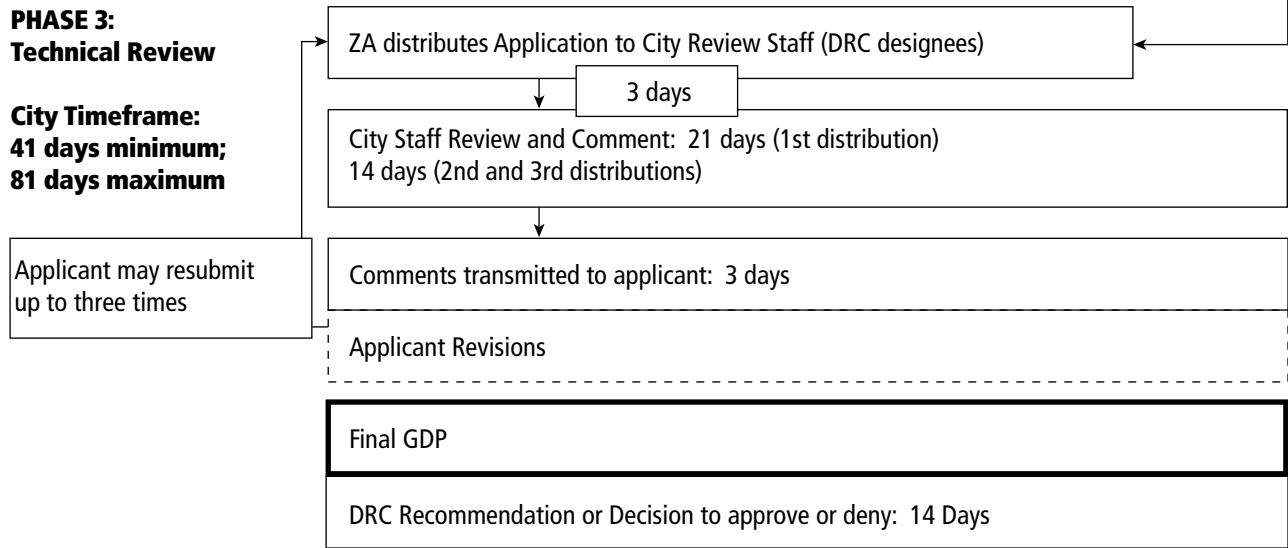 PHASE 3:
Technical Review
City Timeframe:
41 days minimum;
81 days maximum
ZA distributes Application to City Review Staff (DRC designees)
3 days
City Staff Review and Comment: 21 days (1st distribution)
14 days (2nd and 3rd distributions)
Applicant may resubmit
up to three times
Comments transmitted to applicant: 3 days
Applicant Revisions
Final GDP
DRC Recommendation or Decision to approve or deny: 14 Days